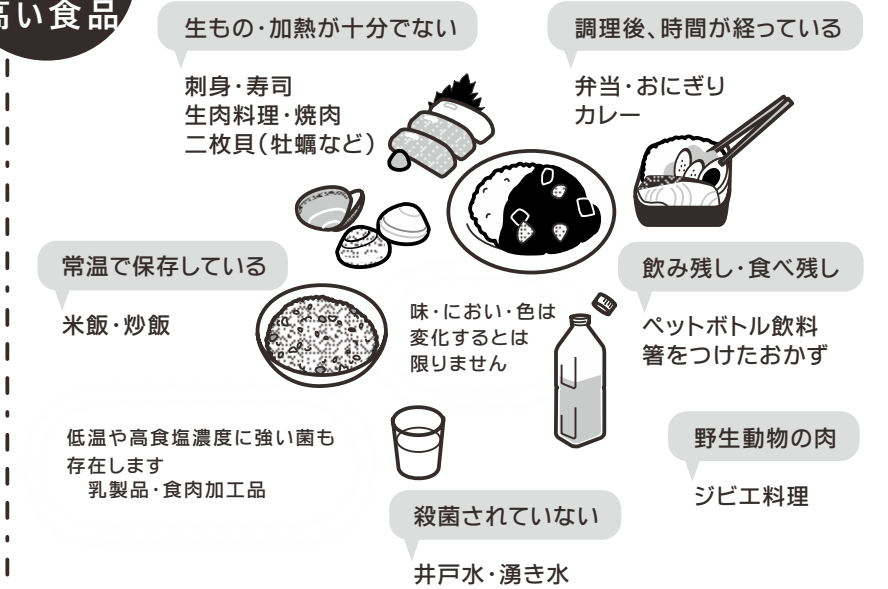 高い食品
生もの・加熱が十分でない
刺身・寿司
生肉料理・焼肉
二枚貝(牡蠣など)
調理後、時間が経っている
弁当・おにぎり
カレー
常温で保存している
米飯・炒飯
味・におい・色は
変化するとは
限りません
飲み残し・食べ残し
ペットボトル飲料
箸をつけたおかず
低温や高食塩濃度に強い菌も
存在します
乳製品・食肉加工品
野生動物の肉
ジビエ料理
殺菌されていない
井戸水・湧き水